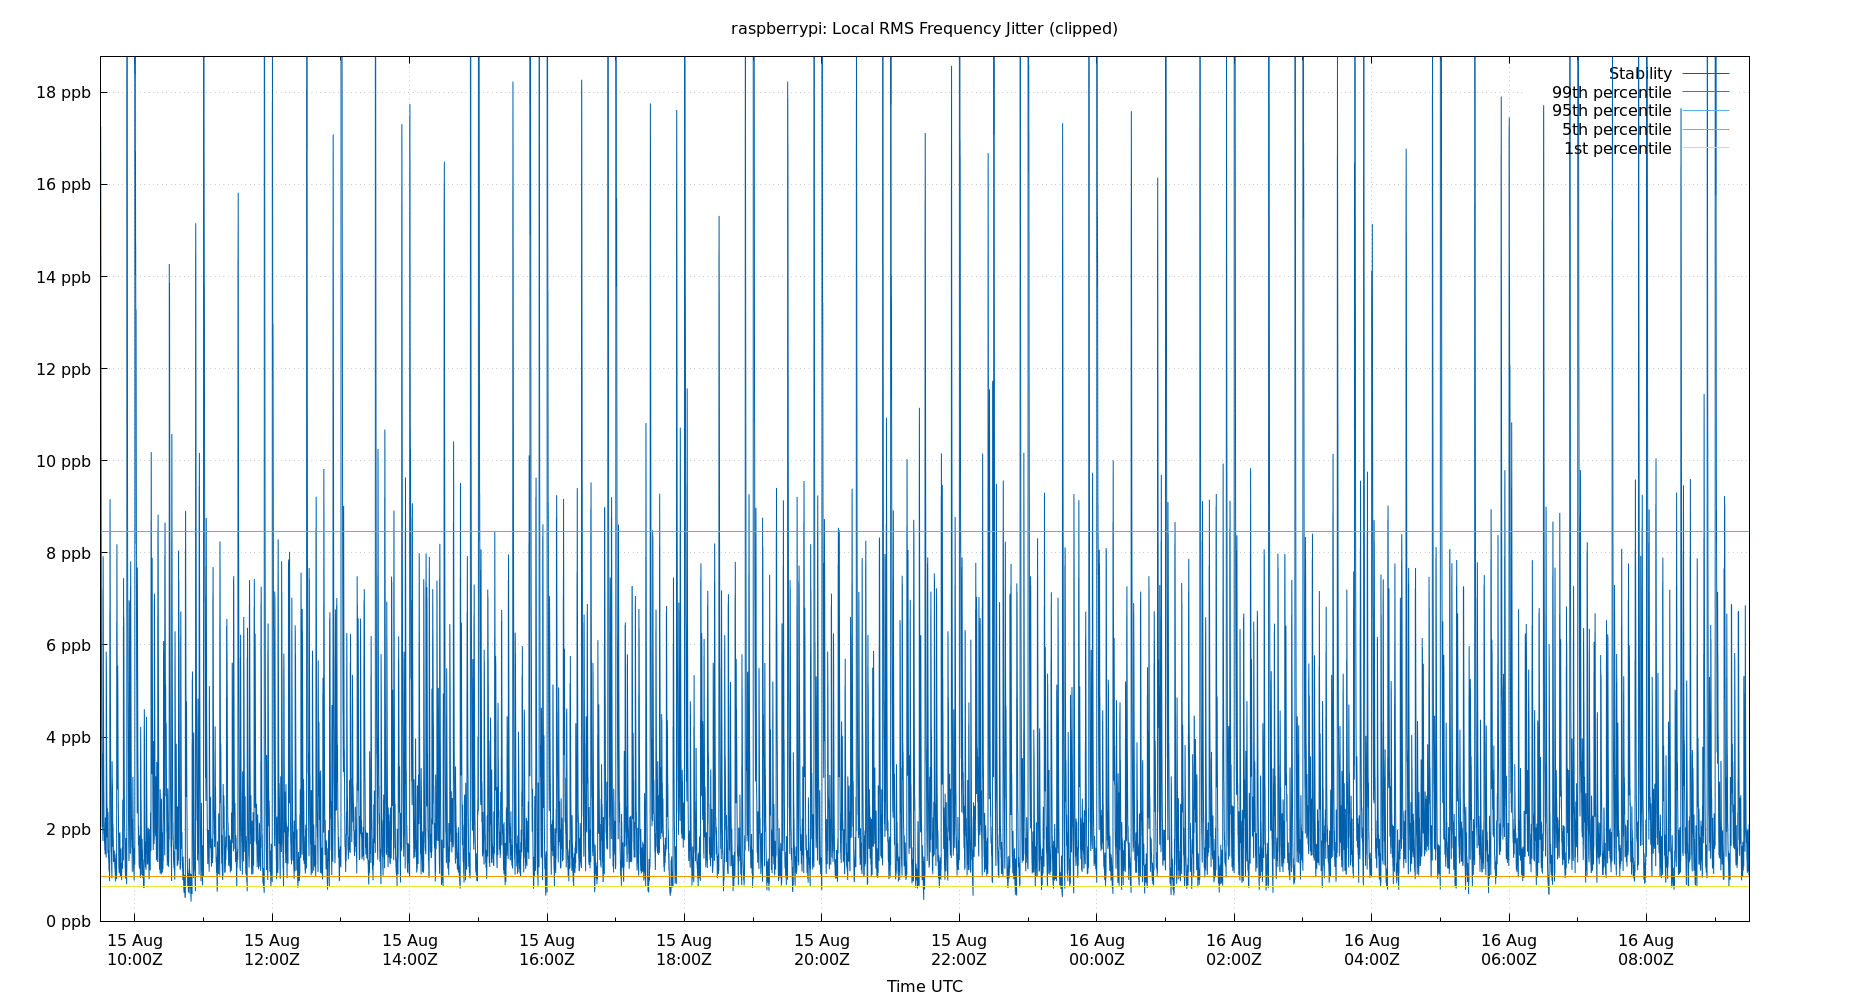 raspberrypi: Local RMS Frequency Jitter (clipped)
Stability
99th percentile
95th percentile
5th percentile
1st percentile
18 ppb
16 ppb
14 ppb
12 ppb
10 ppb
8 ppb
6 ppb
4 ppb
2 ppb
0 ppb
15 Aug 15 Aug 15 Aug 15 Aug 15 Aug 15 Aug 15 Aug 16 Aug 16 Aug 16 Aug 16 Aug 16 Aug
10:00Z 12:00Z 14:00Z 16:00Z 18:00Z 20:00Z 22:00Z 00:00Z 02:00Z 04:00Z 06:00Z 08:00Z
Time UTC